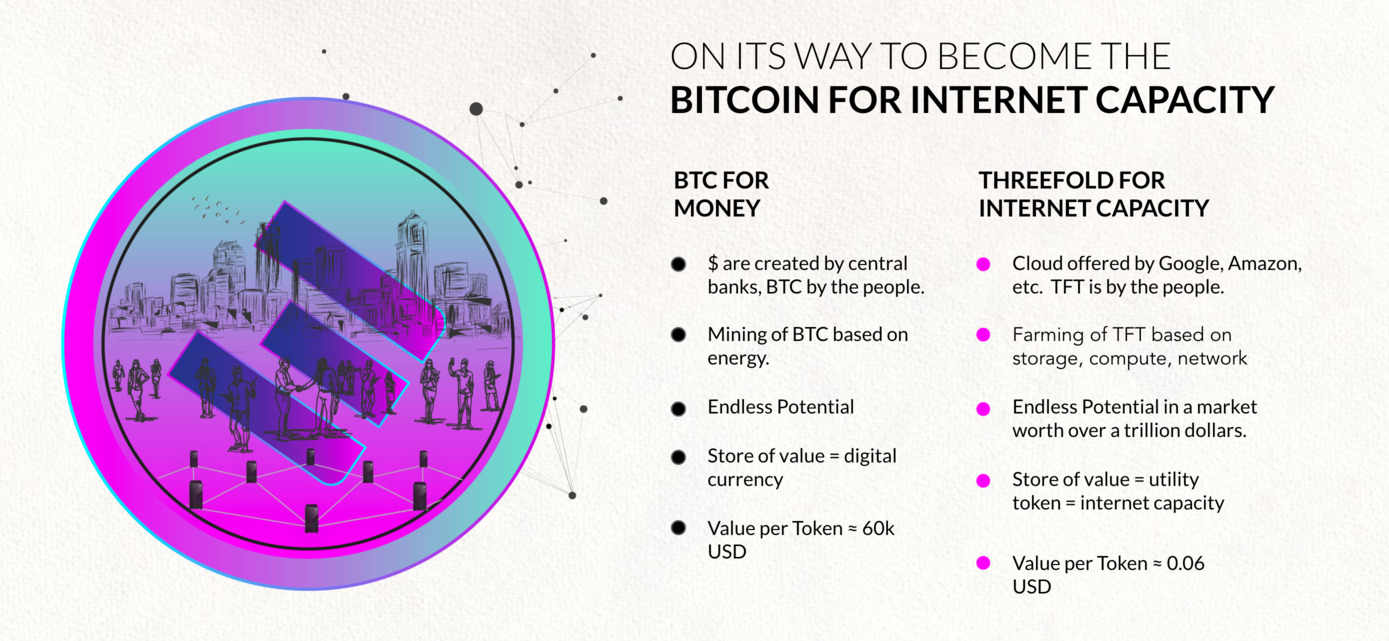 ON ITS WAY TO BECOME THE
BITCOIN FOR INTERNET CAPACITY
BTC FOR
MONEY
$ are created by central
banks, BTC by the people.
Mining of BTC based on
energy.
Endless Potential
Store of value = digital
currency
Value per Token ≈ 60k
USD
THREEFOLD FOR
INTERNET CAPACITY
Cloud offered by Google, Amazon,
etc.  TFT is by the people.
Farming of TFT based on
storage, compute, network
Endless Potential in a market
worth over a trillion dollars.
Store of value = utility
token = internet capacity
Value per Token ≈ 0.06
USD